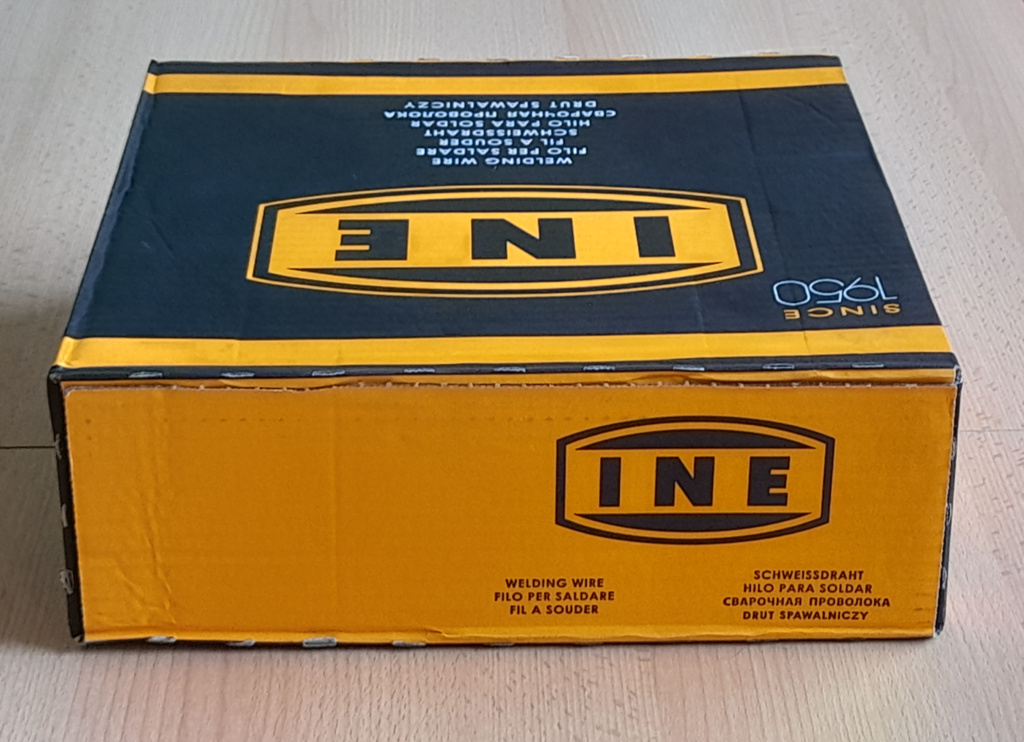 WELDING WIRE
FILO PER SALDARE
FIL A SOUDER
SCHWEISSDRAHT
HILO PARA SOLDAR
СВАРОЧНАЯ ПРОВОЛОКА
DRUT SPAWALNICZY
INE
SINCE
1950
INE
WELDING WIRE
FILO PER SALDARE
FIL A SOUDER
SCHWEISSDRAHT
HILO PARA SOLDAR
СВАРОЧНАЯ ПРОВОЛОКА
DRUT SPAWALNICZY